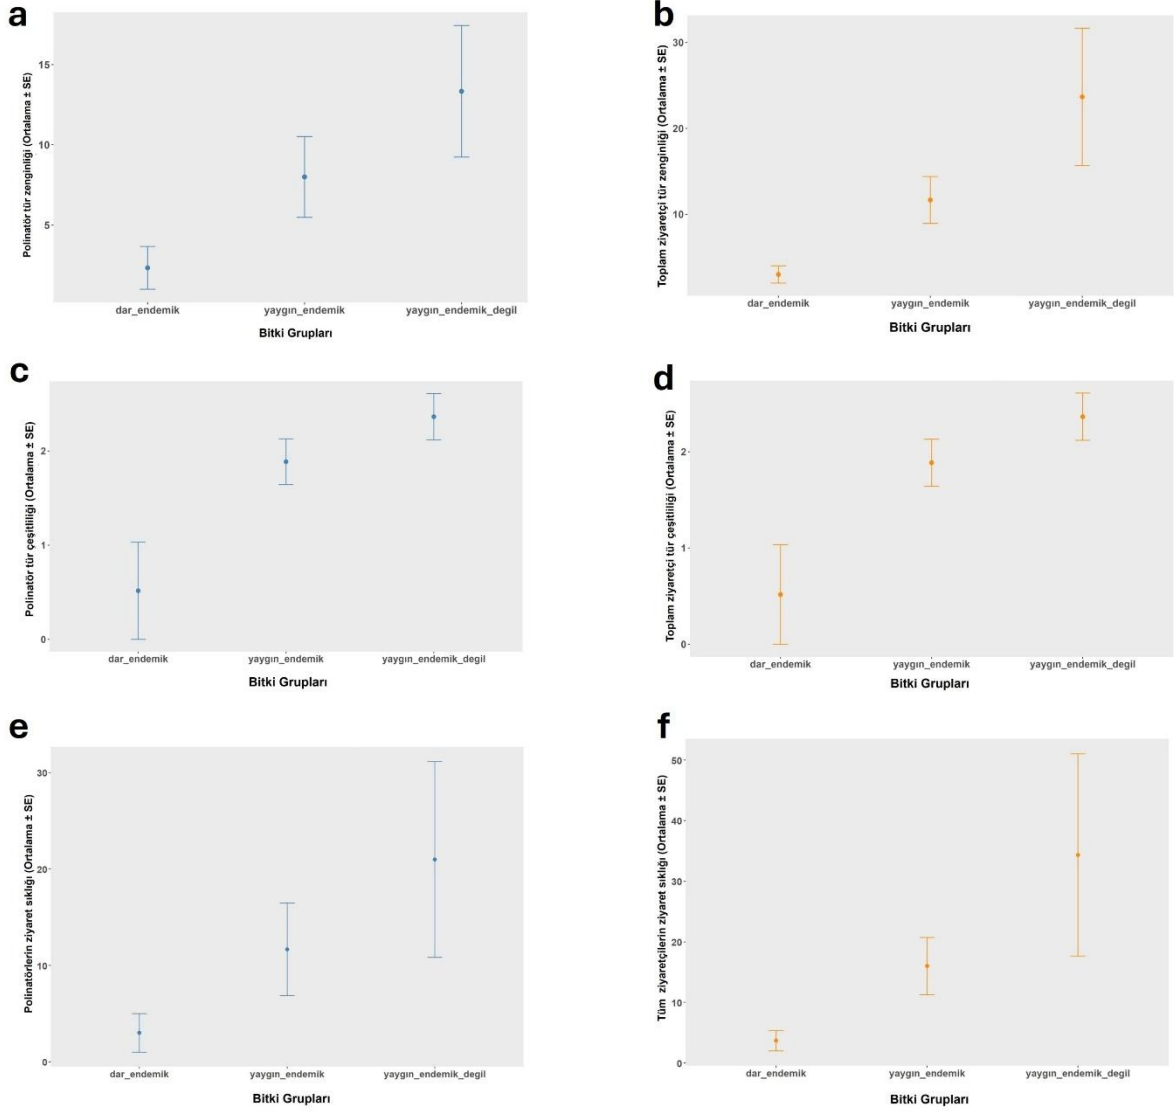 a
Polinatör tür zenginliği (Ortalama ± SE)
15
10
5
dar_endemik yaygın_endemik yaygın_endemik_degil
Bitki Grupları
b
Toplam ziyaretçi tür zenginliği (Ortalama ± SE)
30
20
10
dar_endemik yaygın_endemik yaygın_endemik_degil
Bitki Grupları
c
Polinatör tür çeşitliliği (Ortalama ± SE)
2
1
0
dar_endemik yaygın_endemik yaygın_endemik_degil
Bitki Grupları
d
Toplam ziyaretçi tür çeşitliliği (Ortalama ± SE)
2
1
0
dar_endemik yaygın_endemik yaygın_endemik_degil
Bitki Grupları
e
Polinatörlerin ziyaret sıklığı (Ortalama ± SE)
30
20
10
0
dar_endemik yaygın_endemik yaygın_endemik_degil
Bitki Grupları
f
Tüm ziyaretçilerin ziyaret sıklığı (Ortalama ± SE)
50
40
30
20
10
0
dar_endemik yaygın_endemik yaygın_endemik_degil
Bitki Grupları